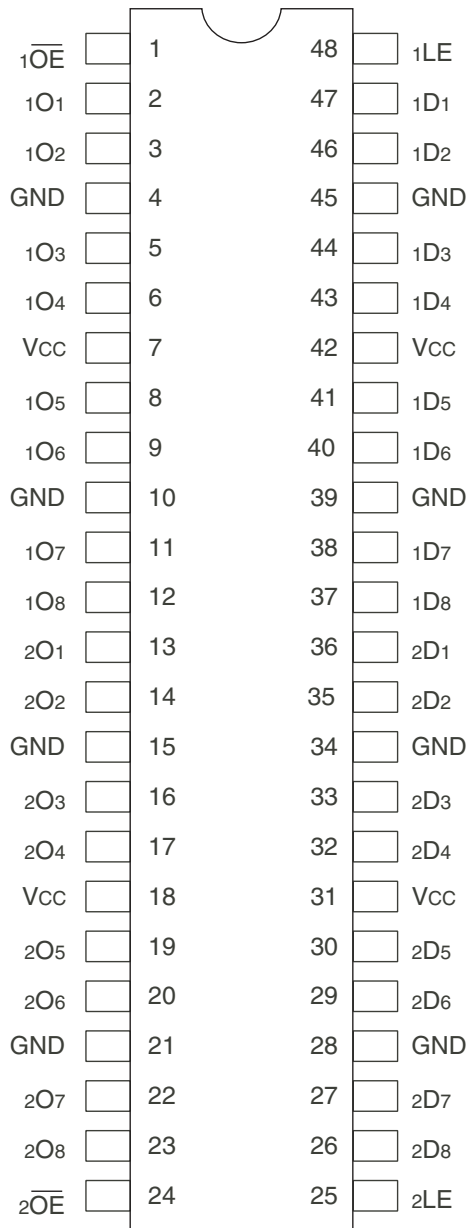 1OE 1 48 1LE
1O1 2 47 1D1
1O2 3 46 1D2
GND 4 45 GND
1O3 5 44 1D3
1O4 6 43 1D4
VCC 7 42 VCC
1O5 8 41 1D5
1O6 9 40 1D6
GND 10 39 GND
1O7 11 38 1D7
1O8 12 37 1D8
2O1 13 36 2D1
2O2 14 35 2D2
GND 15 34 GND
2O3 16 33 2D3
2O4 17 32 2D4
VCC 18 31 VCC
2O5 19 30 2D5
2O6 20 29 2D6
GND 21 28 GND
2O7 22 27 2D7
2O8 23 26 2D8
2OE 24 25 2LE